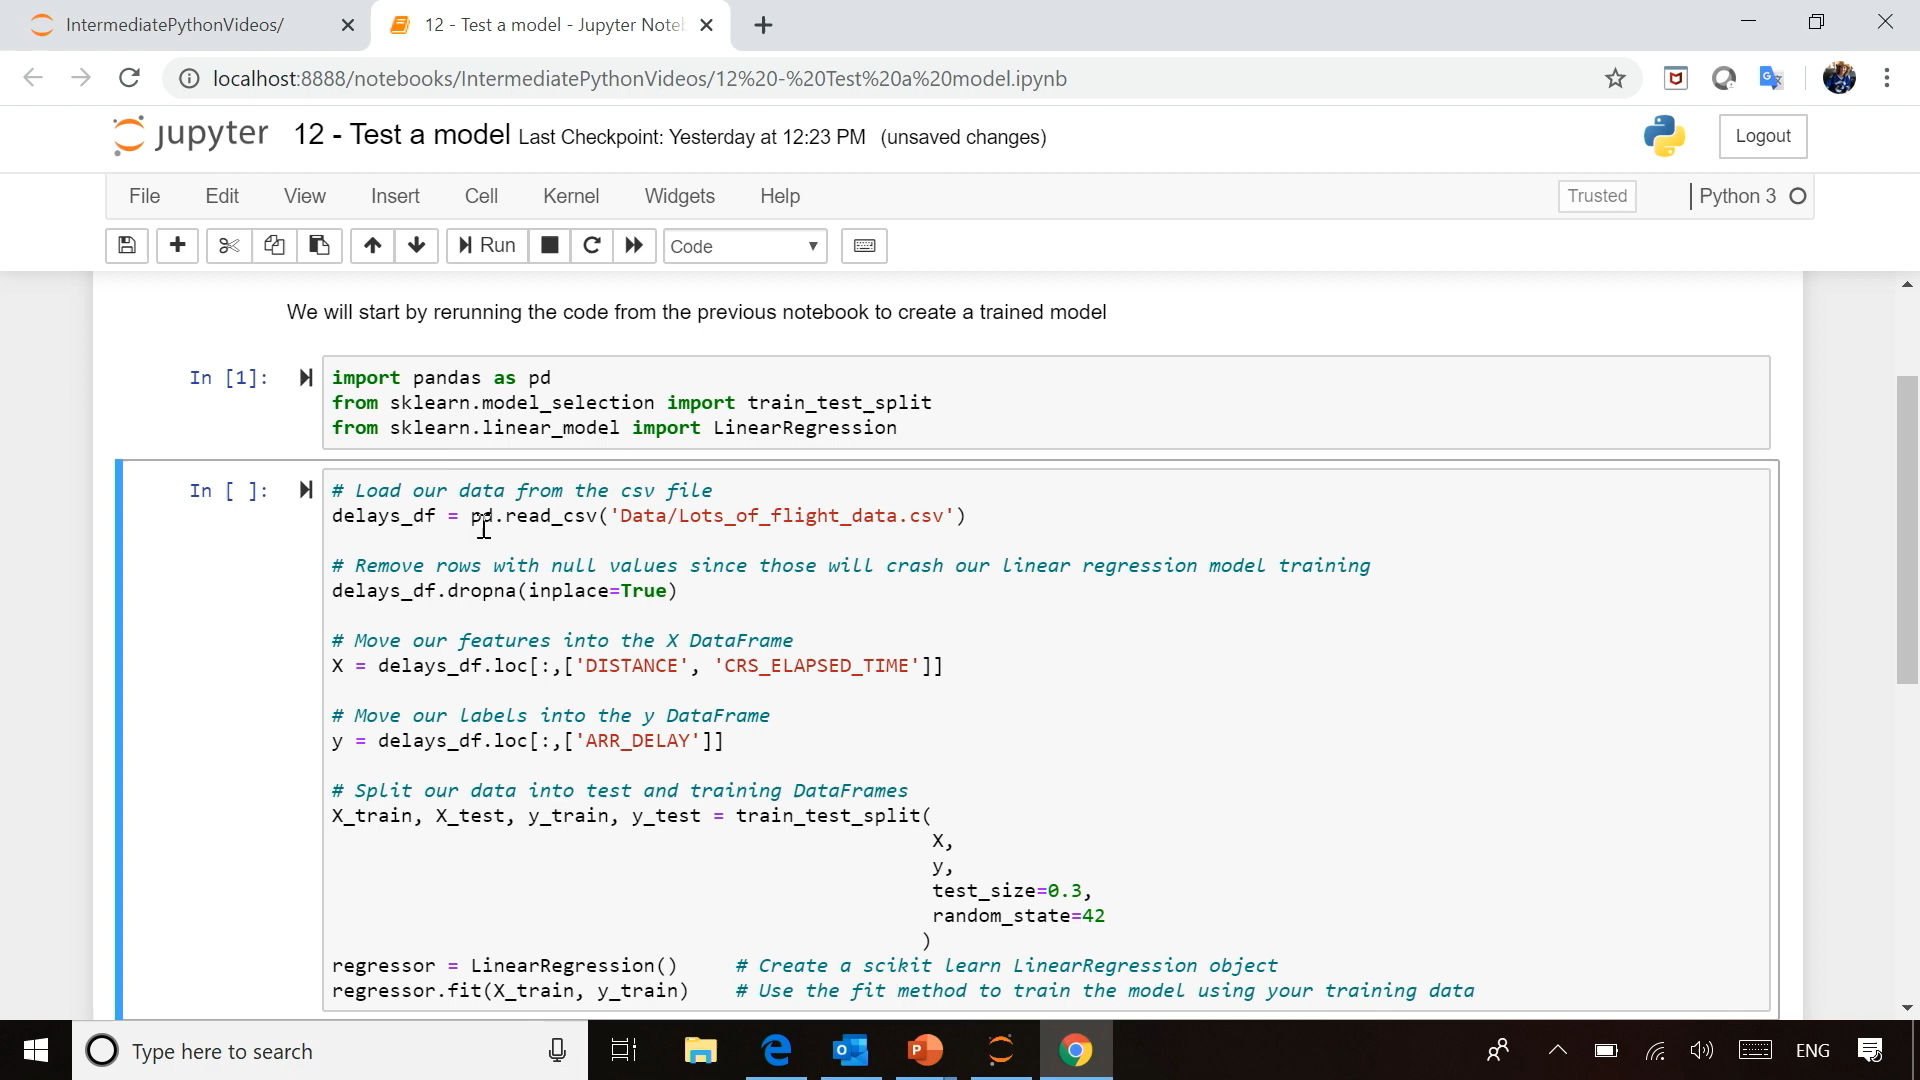 IntermediatePythonVideos/
12 - Test a model - Jupyter Note
localhost:8888/notebooks/IntermediatePythonVideos/12%20-%20Test%20a%20model.ipynb
jupyter 12 - Test a model Last Checkpoint: Yesterday at 12:23 PM (unsaved changes)
Logout
File Edit View Insert Cell Kernel Widgets Help
Trusted
Python 3
Run
Code
We will start by rerunning the code from the previous notebook to create a trained model
In [1]:
import pandas as pd
from sklearn.model_selection import train_test_split
from sklearn.linear_model import LinearRegression
In [ ]:
# Load our data from the csv file
delays_df = pd.read_csv('Data/Lots_of_flight_data.csv')
# Remove rows with null values since those will crash our linear regression model training
delays_df.dropna(inplace=True)
# Move our features into the X DataFrame
X = delays_df.loc[:,['DISTANCE', 'CRS_ELAPSED_TIME']]
# Move our labels into the y DataFrame
y = delays_df.loc[:,['ARR_DELAY']]
# Split our data into test and training DataFrames
X_train, X_test, y_train, y_test = train_test_split(
X,
y,
test_size=0.3,
random_state=42
)
regressor = LinearRegression() # Create a scikit learn LinearRegression object
regressor.fit(X_train, y_train) # Use the fit method to train the model using your training data
Type here to search
ENG